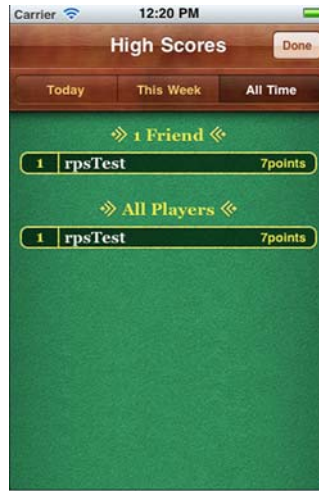 Carrier 12:20 PM
High Scores Done
Today This Week All Time
1 Friend
1 rpsTest 7points
All Players
1 rpsTest 7points